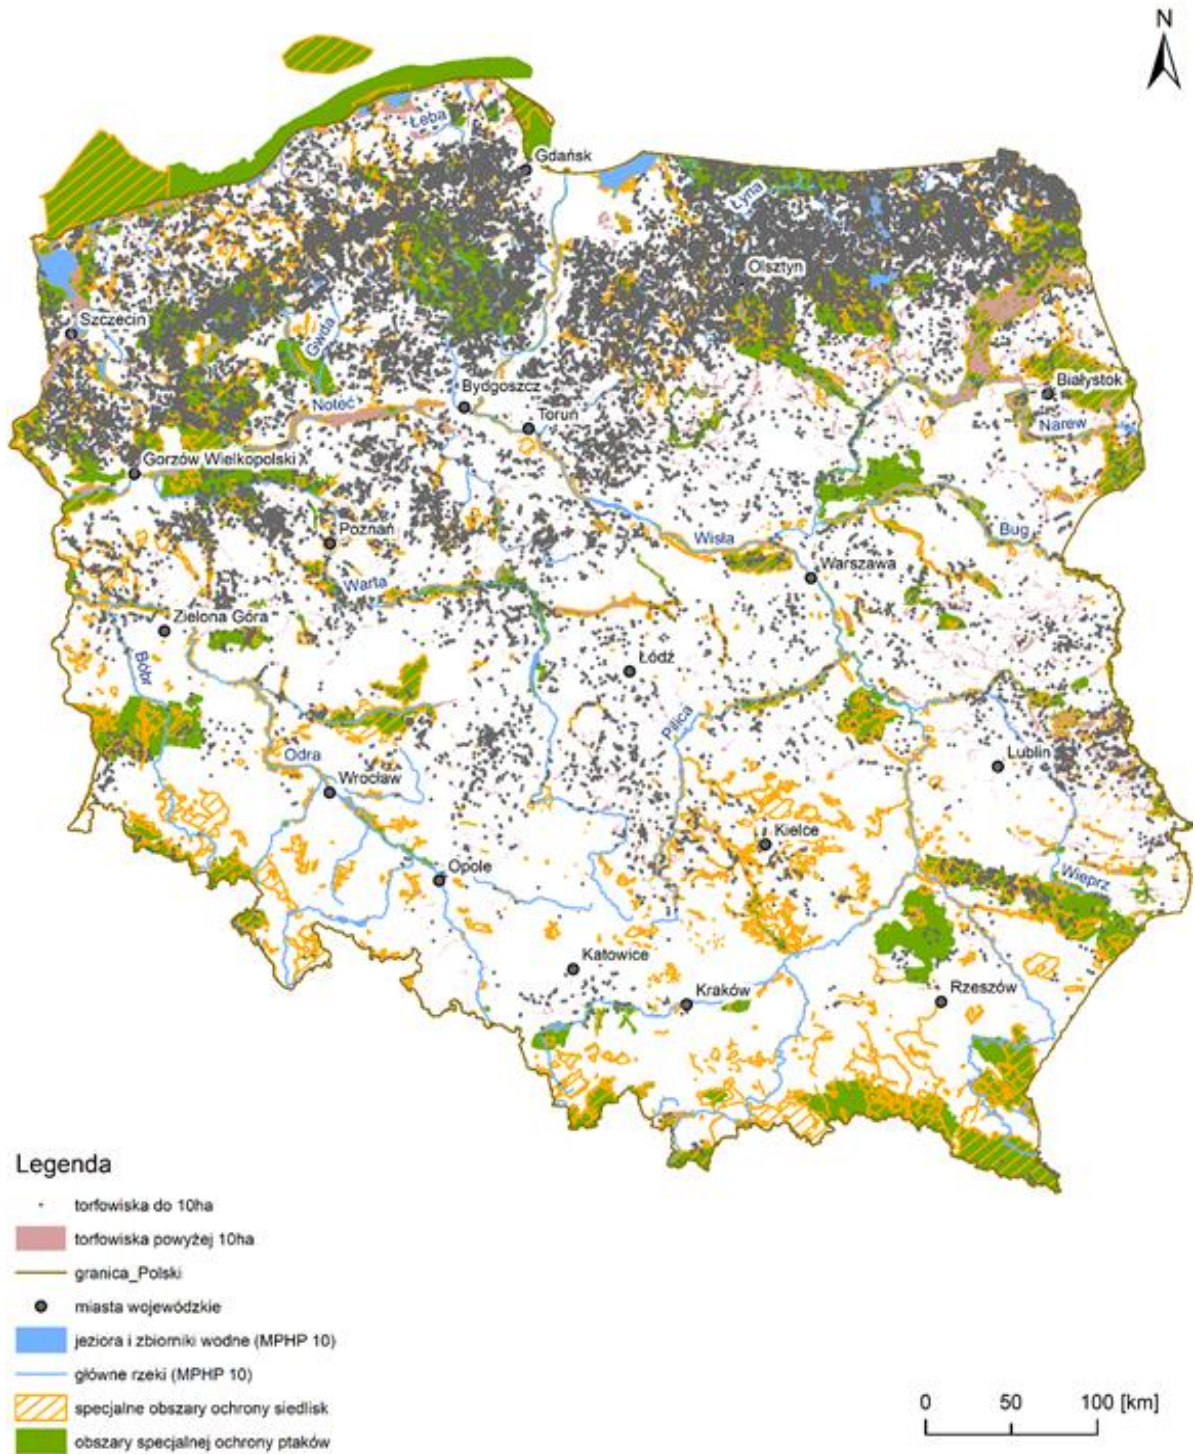 N
Łeba
Gdańsk
Łyna
Olsztyn
Szczecin
Gwda
Bydgoszcz
Białystok
Noteć
Toruń
Narew
Gorzów Wielkopolski
Poznań
Wisła
Bug
Warszawa
Warta
Zielona Góra
Bóbr
Łódź
Pilica
Odra
Wrocław
Lublin
Kielce
Opole
Wieprz
Katowice
Kraków
Rzeszów
Legenda
torfowiska do 10ha
torfowiska powyżej 10ha
granica_Polski
miasta wojewódzkie
jeziora i zbiorniki wodne (MPHP 10)
główne rzeki (MPHP 10)
specjalne obszary ochrony siedlisk
obszary specjalnej ochrony ptaków
0 50 100 [km]